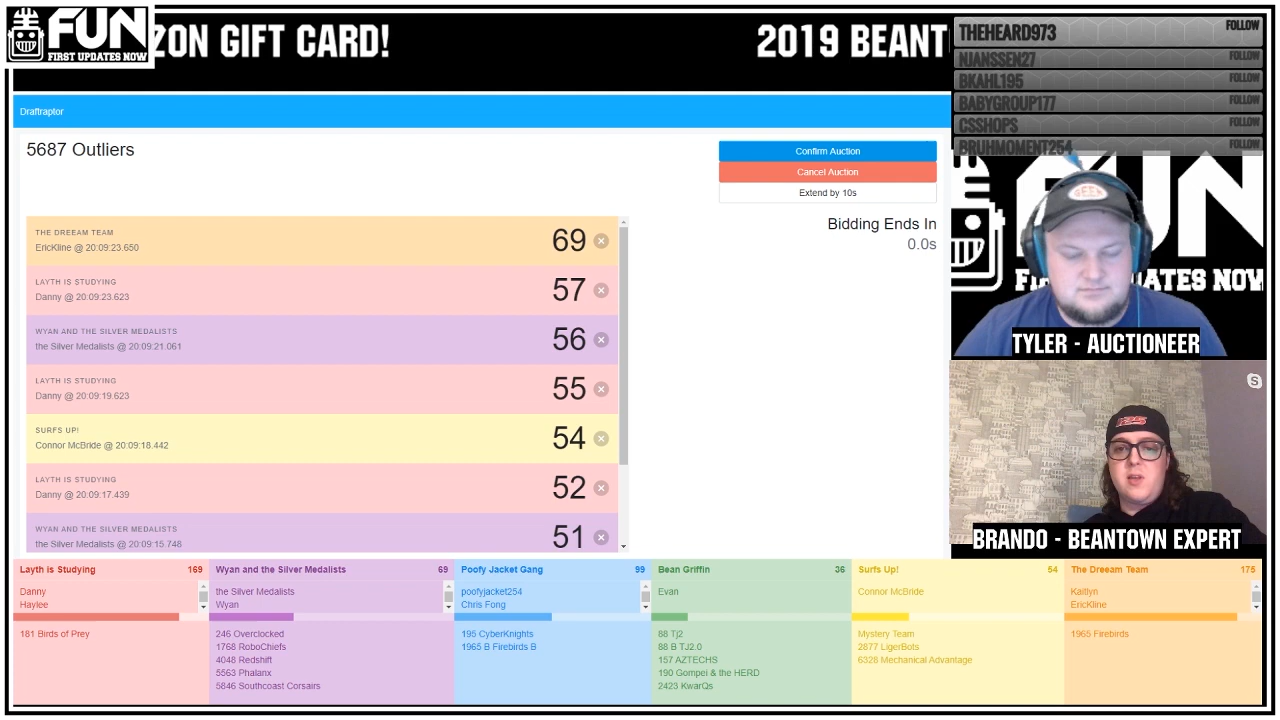 FUN
FIRST UPDATES NOW
ZON GIFT CARD!
2019 BEANT
THEHEARD973
FOLLOW
NJANSSEN27
FOLLOW
BKAHL195
FOLLOW
BABYGROUP177
FOLLOW
CSSHOPS
FOLLOW
BRUHMOMENT254
FOLLOW
Draftraptor
5687 Outliers
Confirm Auction
Cancel Auction
Extend by 10s
Bidding Ends In
0.0s
THE DREEAM TEAM
EricKline @ 20:09:23.650
69
LAYTH IS STUDYING
Danny @ 20:09:23.623
57
WYAN AND THE SILVER MEDALISTS
the Silver Medalists @ 20:09:21.061
56
LAYTH IS STUDYING
Danny @ 20:09:19.623
55
SURFS UP!
Connor McBride @ 20:09:18.442
54
LAYTH IS STUDYING
Danny @ 20:09:17.439
52
WYAN AND THE SILVER MEDALISTS
the Silver Medalists @ 20:09:15.748
51
GEEK
TYLER - AUCTIONEER
125
BRANDO - BEANTOWN EXPERT
Layth is Studying 169
Danny
Haylee
181 Birds of Prey
Wyan and the Silver Medalists 69
the Silver Medalists
Wyan
246 Overclocked
1768 RoboChiefs
4048 Redshift
5563 Phalanx
5846 Southcoast Corsairs
Poofy Jacket Gang 99
poofyjacket254
Chris Fong
195 CyberKnights
1965 B Firebirds B
Bean Griffin 36
Evan
88 Tj2
88 B TJ2.0
157 AZTECHS
190 Gompei & the HERD
2423 KwarQs
Surfs Up! 54
Connor McBride
Mystery Team
2877 LigerBots
6328 Mechanical Advantage
The Dreeam Team 175
Kaitlyn
EricKline
1965 Firebirds